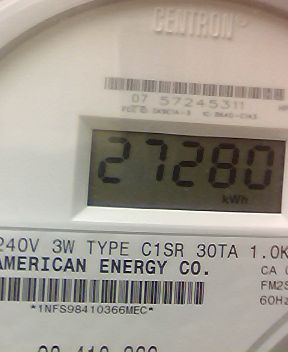 CENTRON®
07 57245311
27280
kWh
240V 3W TYPE C1SR 30TA 1.0K
AMERICAN ENERGY CO.
CA
FM2S
*1NFS98410366MEC*
60Hz